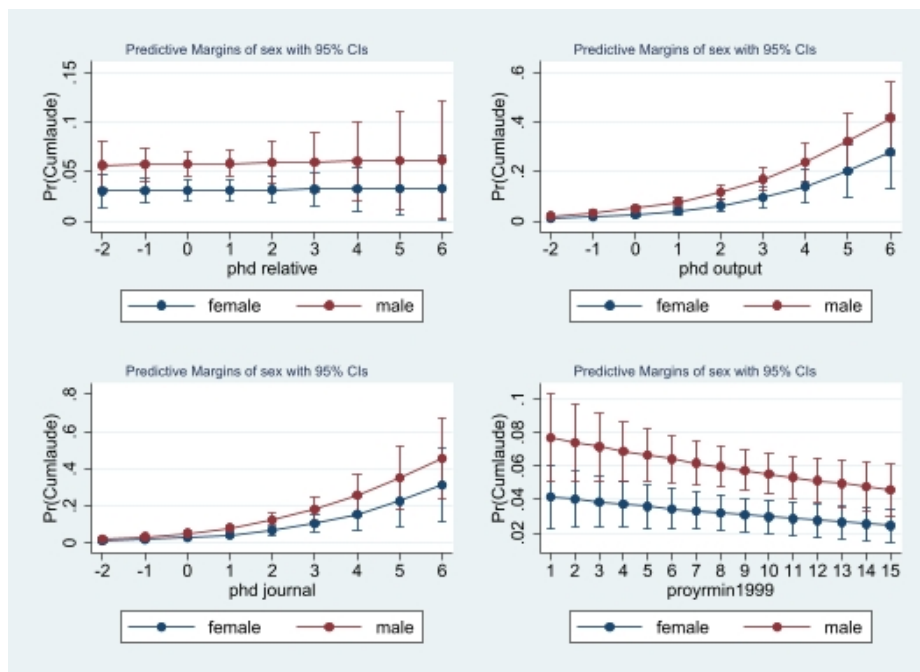 Predictive Margins of sex with 95% CIs
Pr(Cumlaude)
.15
.1
.05
0
-2 -1 0 1 2 3 4 5 6
phd relative
female male
Predictive Margins of sex with 95% CIs
Pr(Cumlaude)
.6
.4
.2
0
-2 -1 0 1 2 3 4 5 6
phd output
female male
Predictive Margins of sex with 95% CIs
Pr(Cumlaude)
.8
.6
.4
.2
0
-2 -1 0 1 2 3 4 5 6
phd journal
female male
Predictive Margins of sex with 95% CIs
Pr(Cumlaude)
.1
.08
.06
.04
.02
1 2 3 4 5 6 7 8 9 10 11 12 13 14 15
proyrmin1999
female male